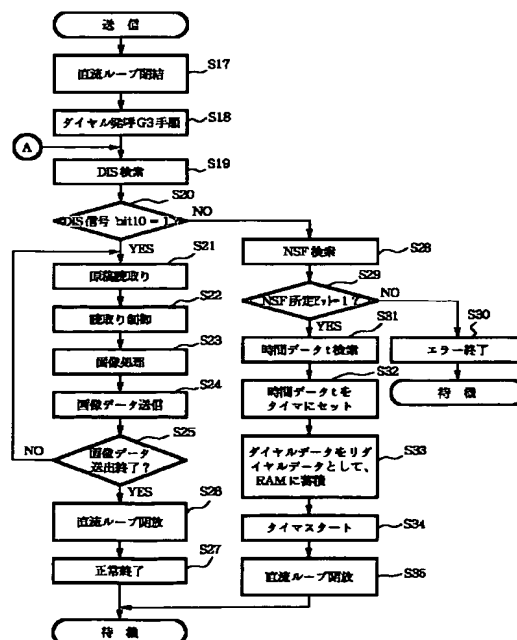 送信
直流ループ閉結
S17
ダイヤル発呼G3手順
S18
A
DIS検索
S19
S20
DIS信号 bit10 = 1?
NO
YES
S21
原稿読取り
S22
読取り制御
S23
画像処理
S24
画像データ送信
S25
NO
画像データ
送出終了?
YES
S26
直流ループ開放
S27
正常終了
待機
NSF検索
S28
S29
NSF所定ビット=1?
NO
YES
S31
時間データt検索
S30
エラー終了
待機
S32
時間データtを
タイマにセット
ダイヤルデータをリダ
イヤルデータとして、
RAMに蓄積
S33
タイマスタート
S34
直流ループ開放
S35